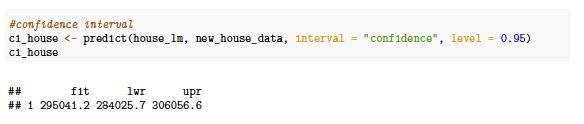 #confidence interval
ci_house <- predict(house_lm, new_house_data, interval = "confidence", level = 0.95)
ci_house
## fit lwr upr
## 1 295041.2 284025.7 306056.6